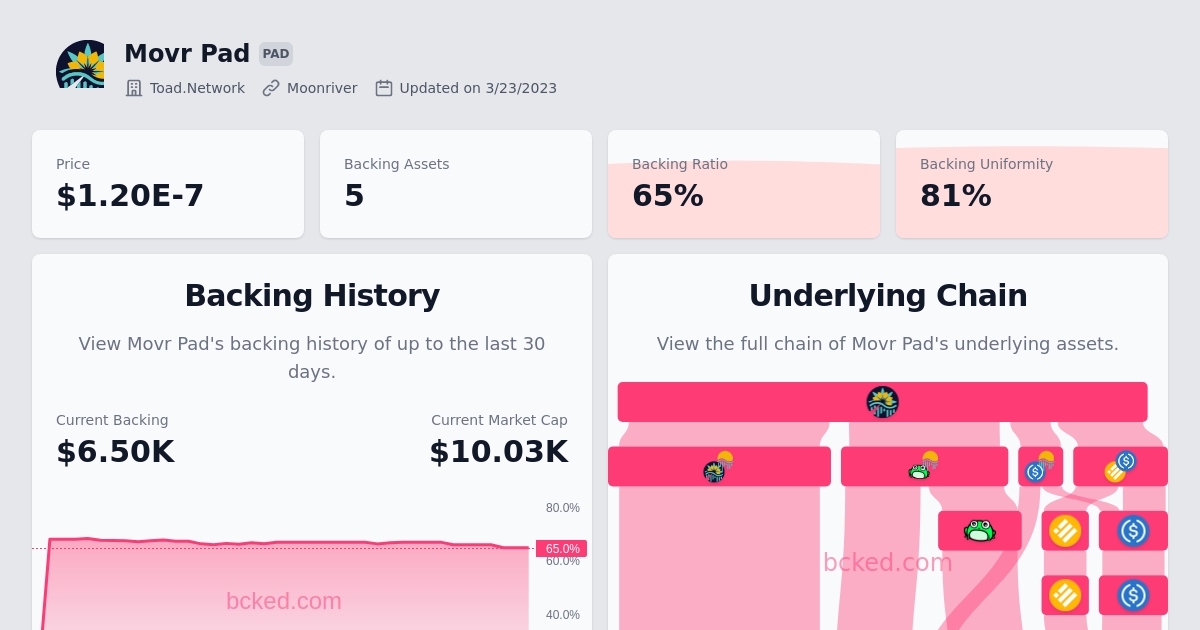 Movr Pad PAD
Toad.Network Moonriver Updated on 3/23/2023
Price
$1.20E-7
Backing Assets
5
Backing Ratio
65%
Backing Uniformity
81%
Backing History
View Movr Pad's backing history of up to the last 30
days.
Current Backing
$6.50K
Current Market Cap
$10.03K
80.0%
65.0%
60.0%
40.0%
bcked.com
Underlying Chain
View the full chain of Movr Pad's underlying assets.
bcked.com